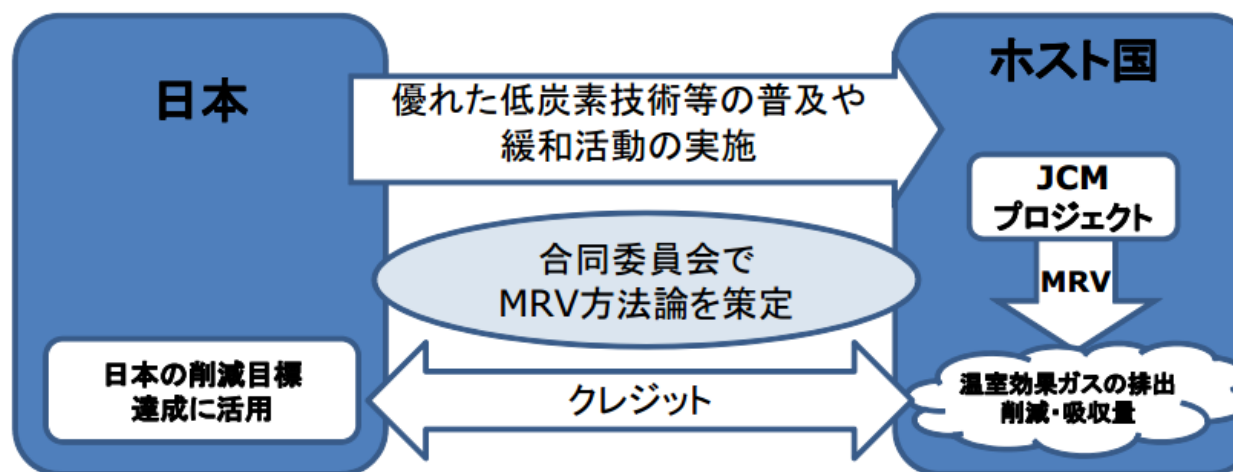 日本
優れた低炭素技術等の普及や
緩和活動の実施
ホスト国
JCM
プロジェクト
MRV
合同委員会で
MRV方法論を策定
日本の削減目標
達成に活用
クレジット
温室効果ガスの排出
削減・吸収量